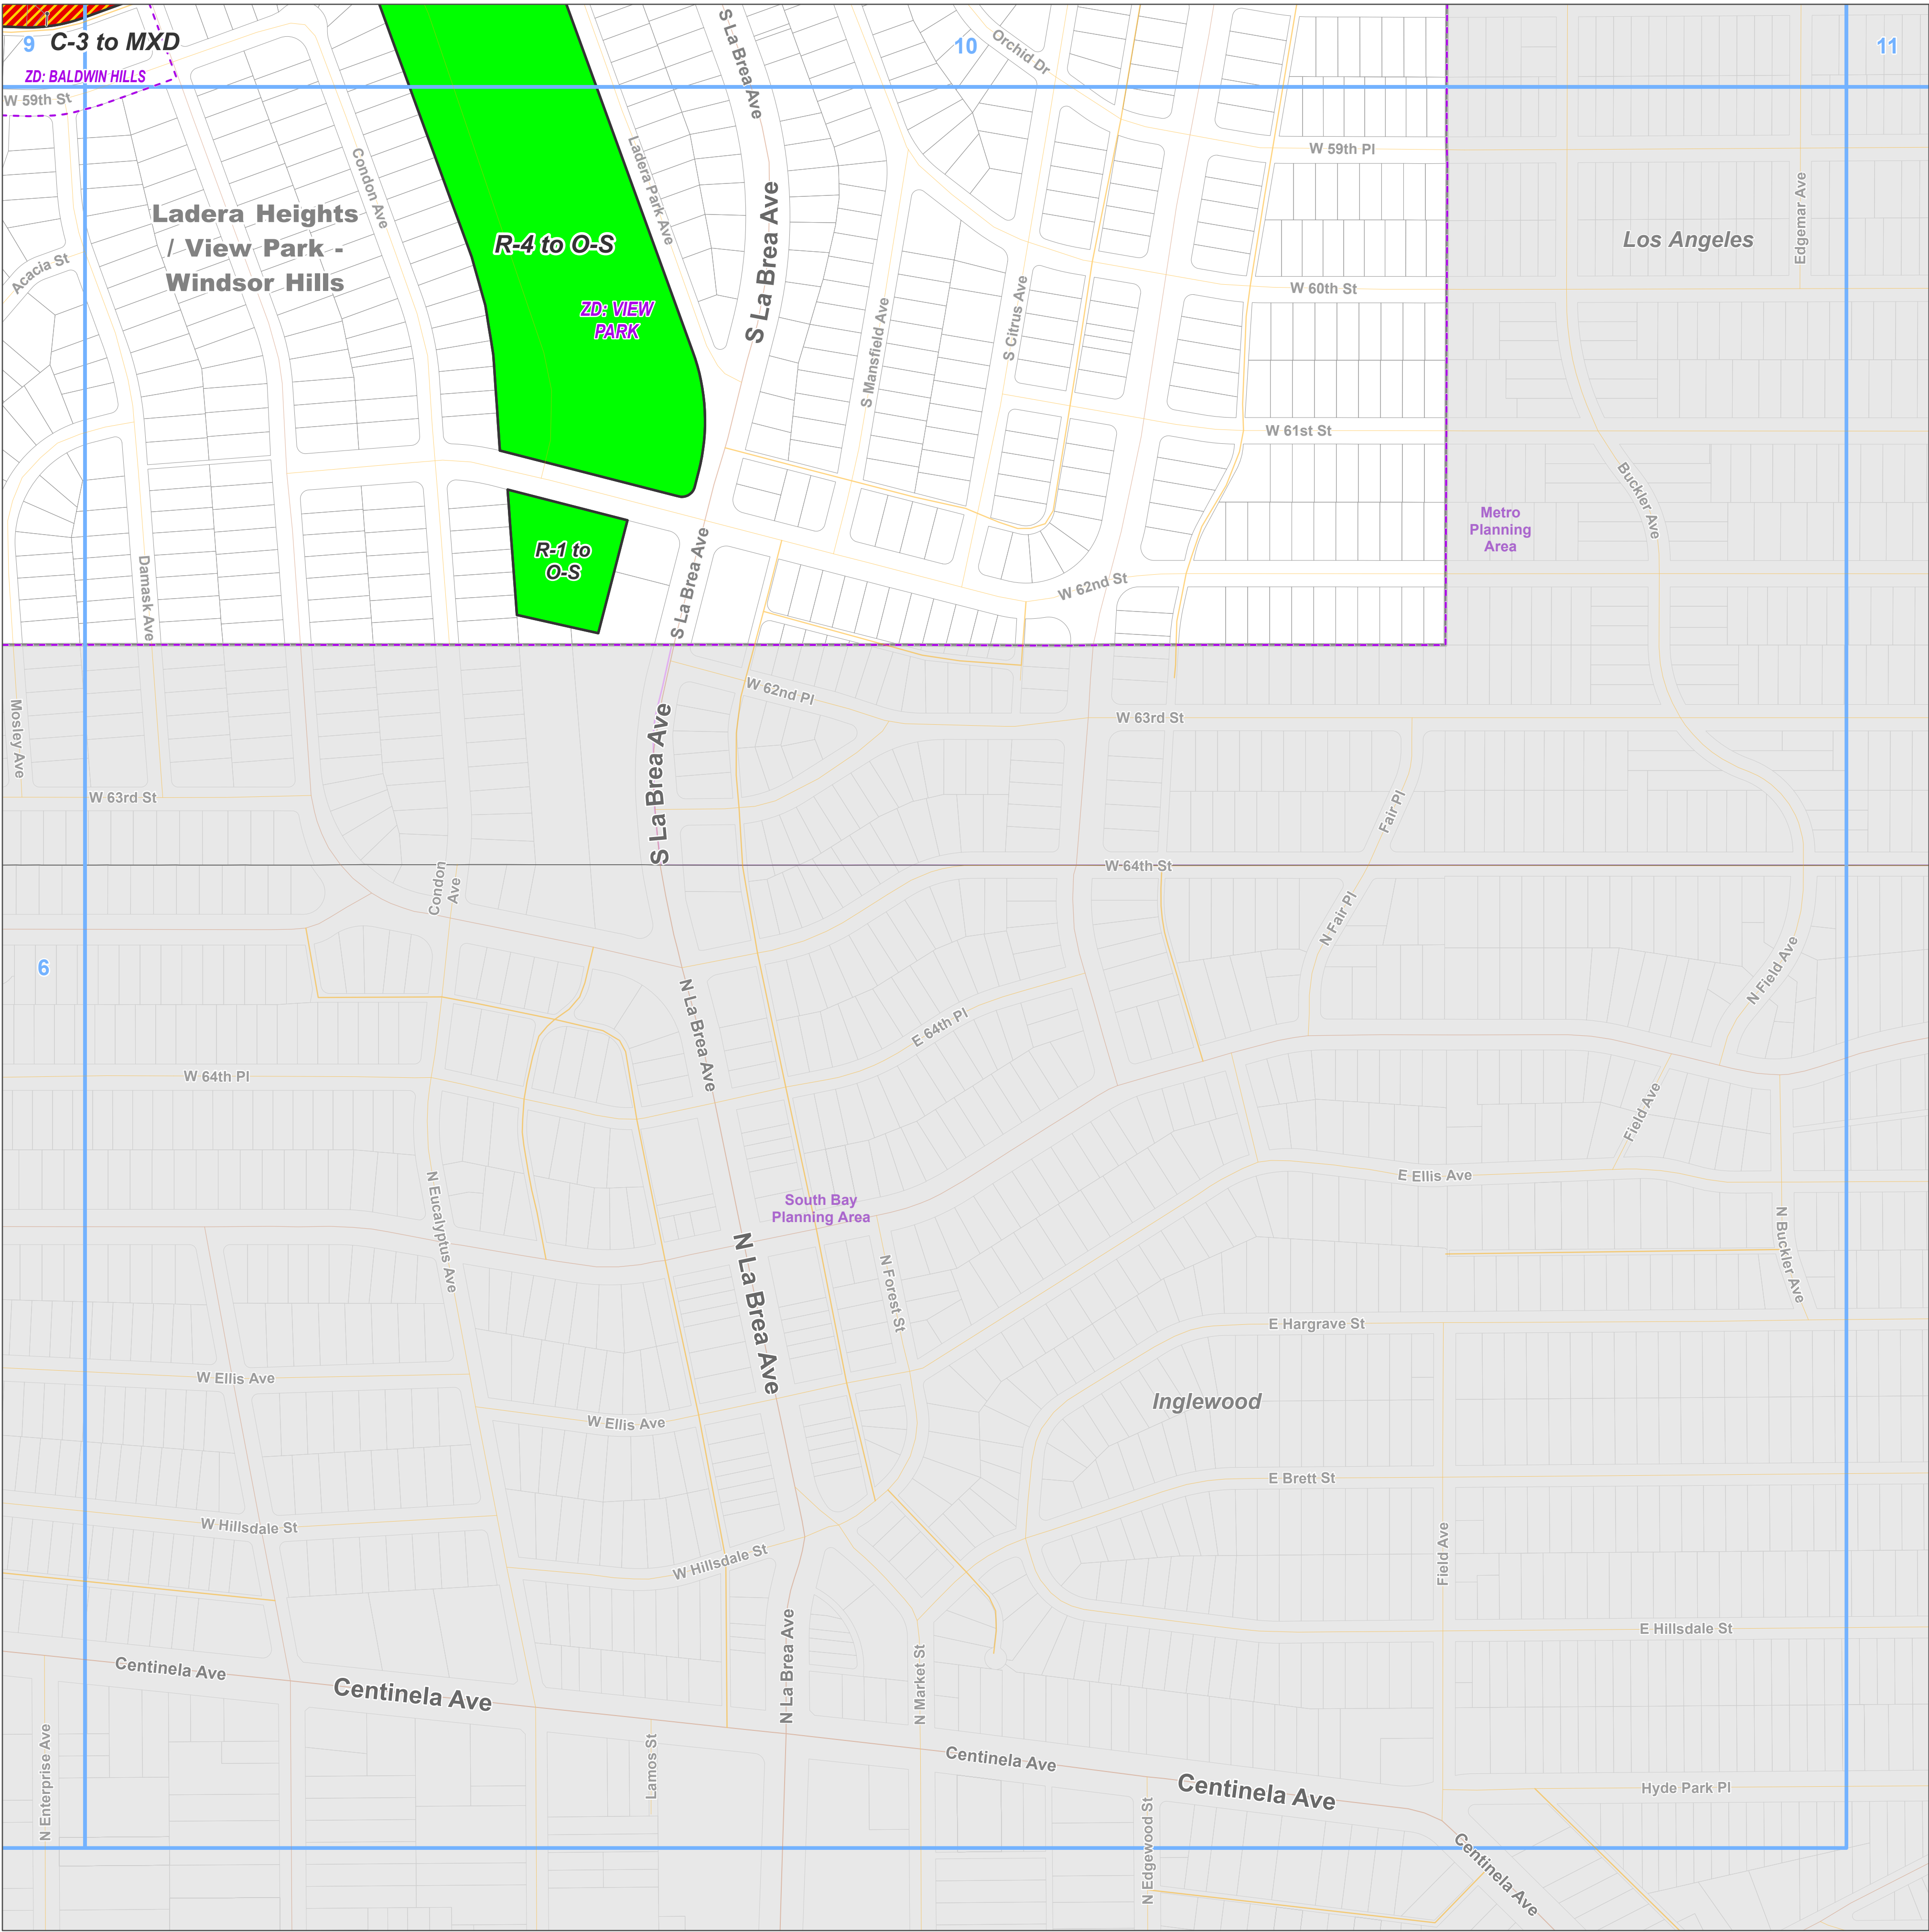 9
C-3 to MXD
ZD: BALDWIN HILLS
W 59th St
S La Brea Ave
Orchid Dr
10
11
Condon Ave
Ladera Park Ave
W 59th Pl
Edgemar Ave
Ladera Heights
/ View Park -
Windsor Hills
Acacia St
R-4 to O-S
ZD: VIEW
PARK
S La Brea Ave
S Mansfield Ave
S Citrus Ave
W 60th St
Los Angeles
W 61st St
Buckler Ave
Metro
Planning
Area
R-1 to
O-S
Damask Ave
S La Brea Ave
W 62nd St
Mosley Ave
W 62nd Pl
W 63rd St
S La Brea Ave
W 63rd St
Fair Pl
W 64th St
Condon
Ave
N Fair Pl
N Field Ave
6
N La Brea Ave
E 64th Pl
W 64th Pl
Field Ave
N Eucalyptus Ave
South Bay
Planning Area
E Ellis Ave
N La Brea Ave
N Forest St
N Buckler Ave
E Hargrave St
W Ellis Ave
W Ellis Ave
Inglewood
E Brett St
W Hillsdale St
W Hillsdale St
Field Ave
E Hillsdale St
Centinela Ave
Centinela Ave
N La Brea Ave
N Market St
N Enterprise Ave
Lamos St
Centinela Ave
Centinela Ave
Hyde Park Pl
N Edgewood St
Centinela Ave